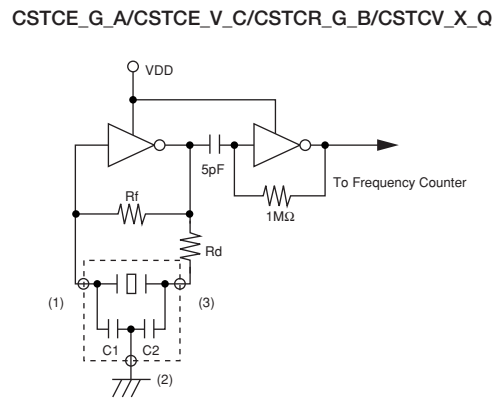 CSTCE_G_A/CSTCE_V_C/CSTCR_G_B/CSTCV_X_Q
VDD
5pF
To Frequency Counter
Rf
1MΩ
Rd
(1)
(3)
C1
C2
(2)